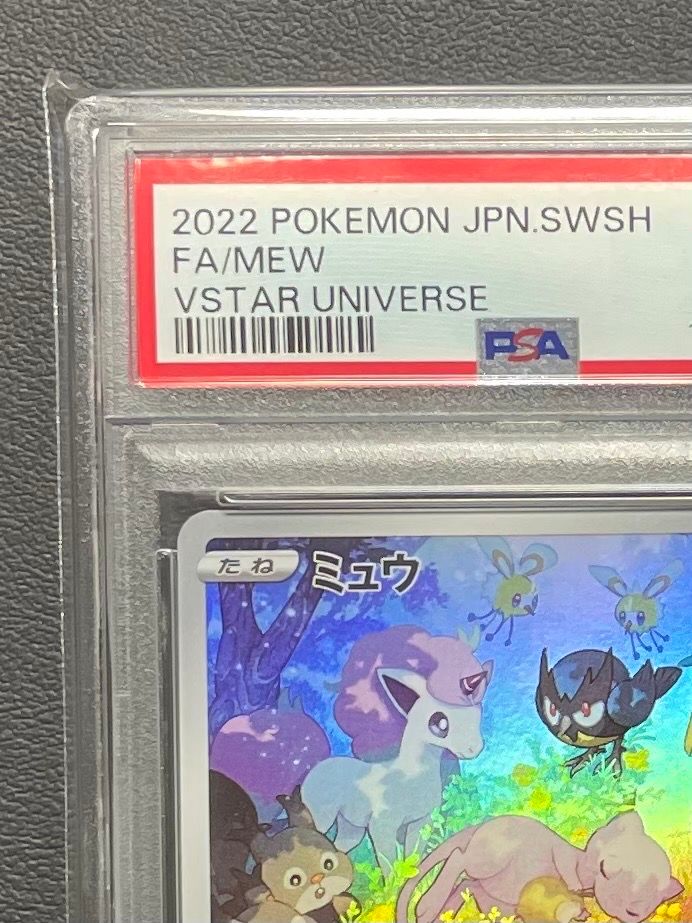 2022 POKEMON JPN.SWSH
FA/MEW
VSTAR UNIVERSE
PSA
たね ミュウ